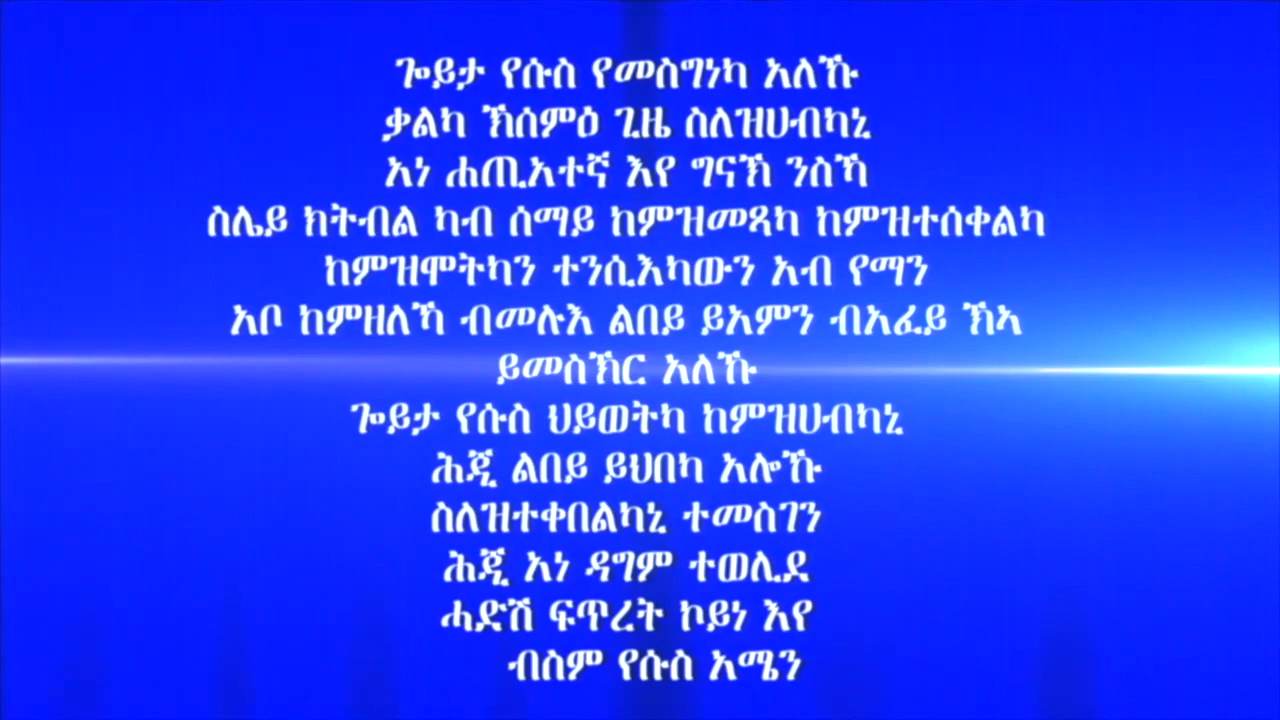 ጐይታ የሱስ የመስግነካ አለኹ
ቃልካ ኽሰምዕ ጊዜ ስለዝሀብካኒ
አነ ሐጢአተኛ እየ ግናኽ ንስኻ
ስሌይ ክትብል ካብ ሰማይ ከምዝመጻካ ከምዝተሰቀልካ
ከምዝሞትካን ተንሲእካውን አብ የማን
አቦ ከምዘለኻ ብመሉእ ልበይ ይአምን ብአፈይ ኽኣ
ይመስኽር አለኹ
ጐይታ የሱስ ህይወትካ ከምዝሀብካኒ
ሕጂ ልበይ ይህበካ አሎኹ
ስለዝተቀበልካኒ ተመስገን
ሕጂ አነ ዳግም ተወሊደ
ሓድሽ ፍጥረት ኮይነ እየ
ብስም የሱስ አሜን